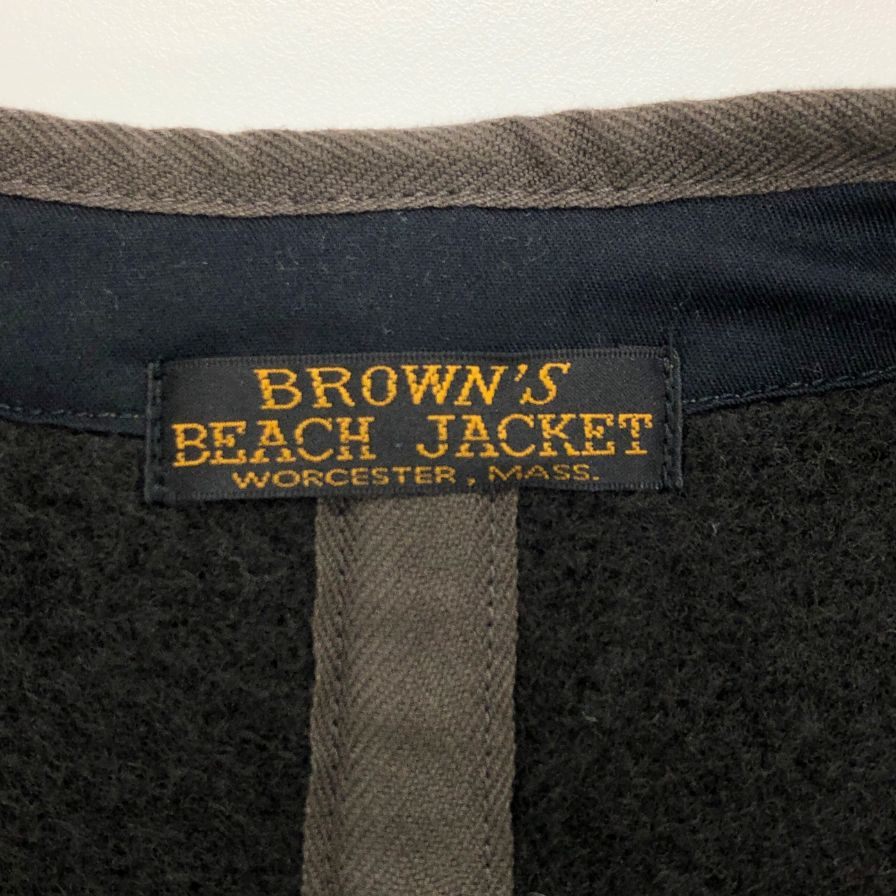 BROWN'S
BEACH JACKET
WORCESTER, MASS.